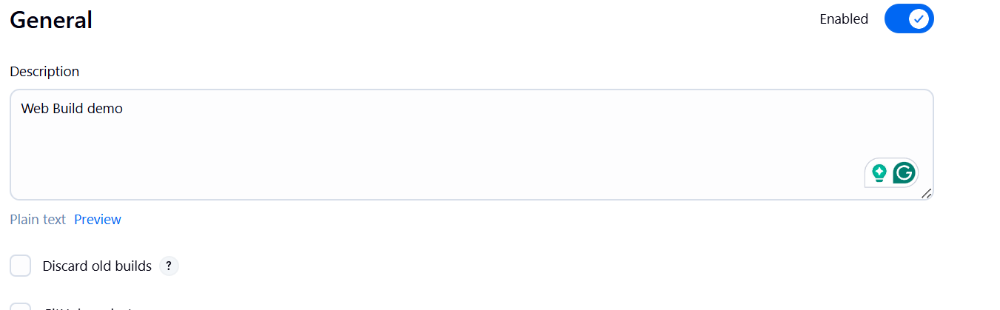 General
Enabled
Description
Web Build demo
Plain text Preview
Discard old builds ?